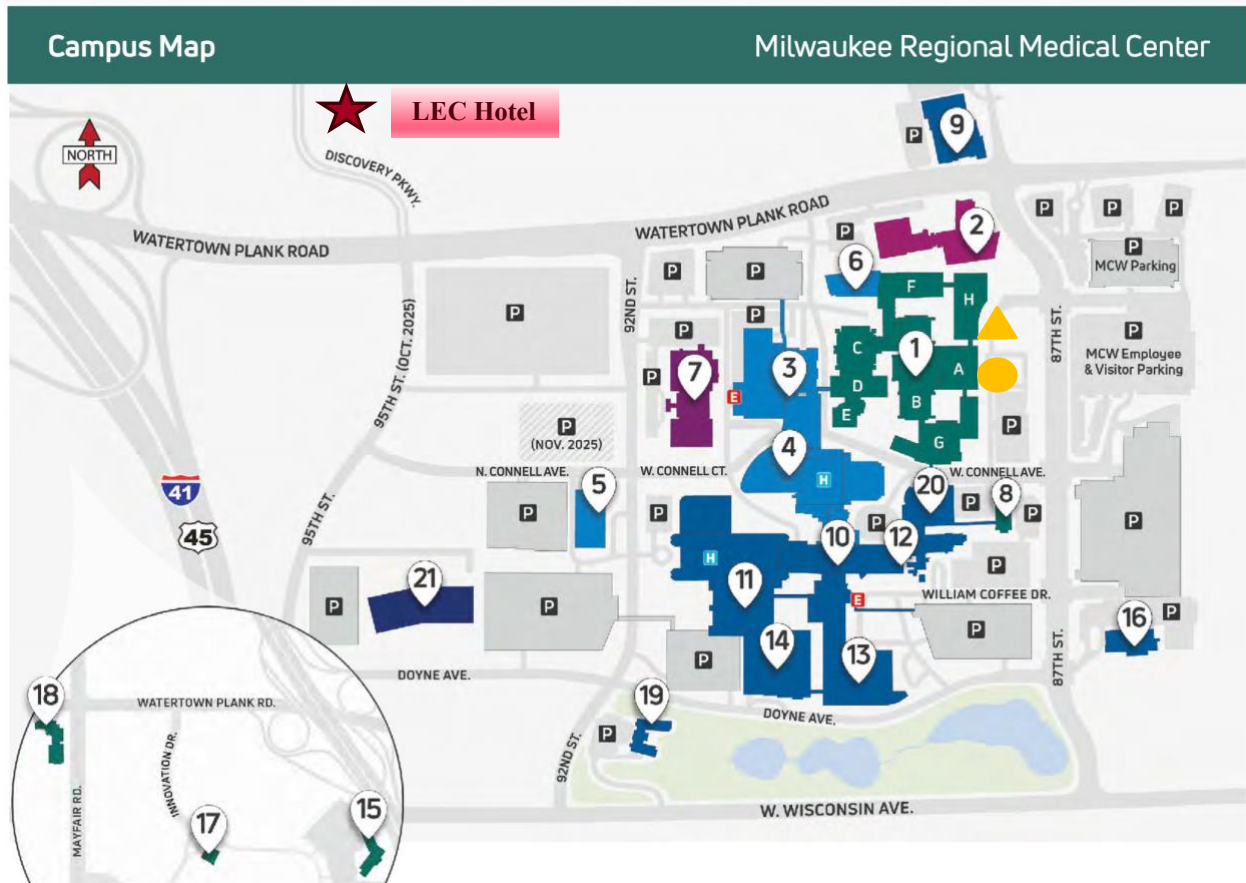 Campus Map
Milwaukee Regional Medical Center
LEC Hotel
NORTH
DISCOVERY PKWY.
P
9
WATERTOWN PLANK ROAD
WATERTOWN PLANK ROAD
P
P
P
P
2
P
MCW Parking
6
P
P
92ND ST.
F
H
P
P
95TH ST. (OCT. 2025)
P
87TH ST.
P
MCW Employee
& Visitor Parking
1
C
A
3
7
P
D
E
B
E
P
(NOV. 2025)
G
P
4
N. CONNELL AVE.
W. CONNELL CT.
W. CONNELL AVE.
41
H
5
20
P
8
P
P
P
P
P
45
95TH ST.
10
12
H
P
11
21
P
P
WILLIAM COFFEE DR.
E
16
P
P
14
13
P
DOYNE AVE.
87TH ST.
18
WATERTOWN PLANK RD.
19
P
DOYNE AVE.
92ND ST.
INNOVATION DR.
MAYFAIR RD.
17
15
W. WISCONSIN AVE.